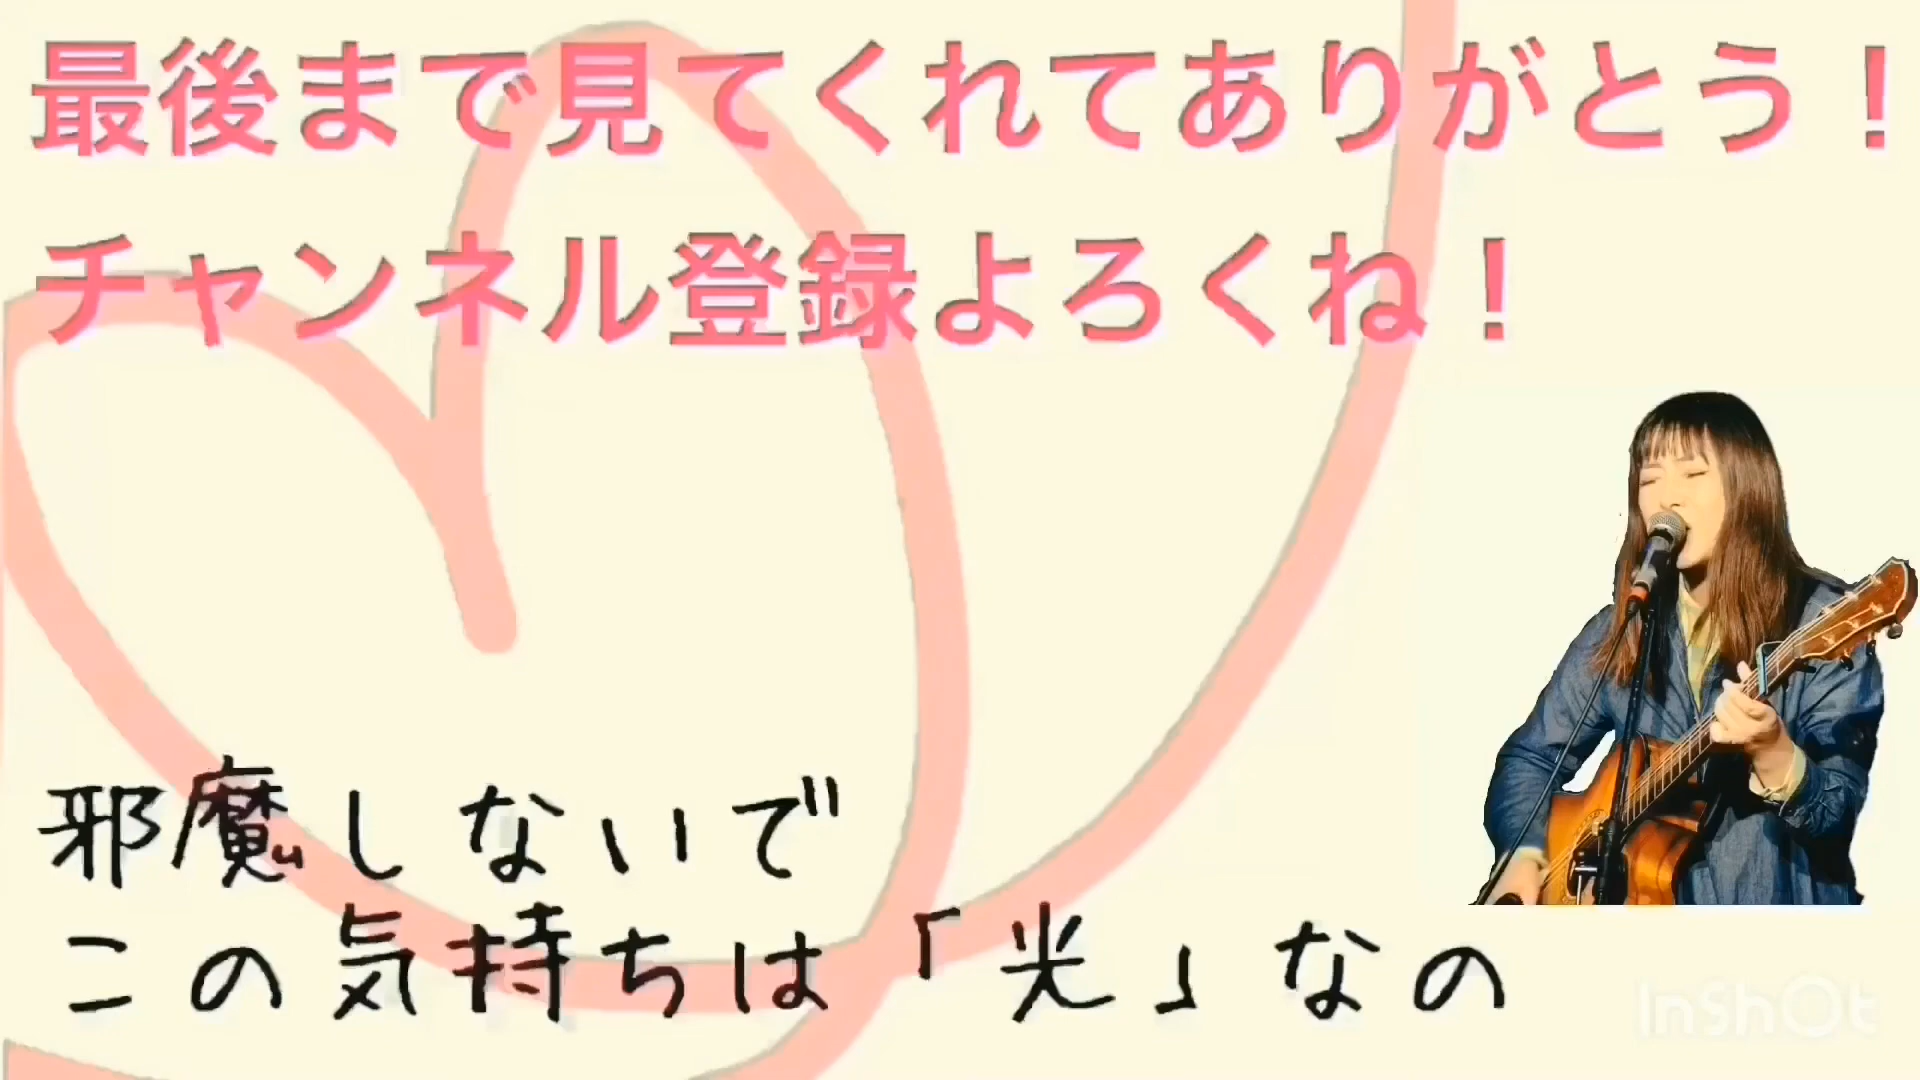 最後まで見てくれてありがとう！
チャンネル登録よろくね！
邪魔しないで
この気持ちは「光」なの
InShOt